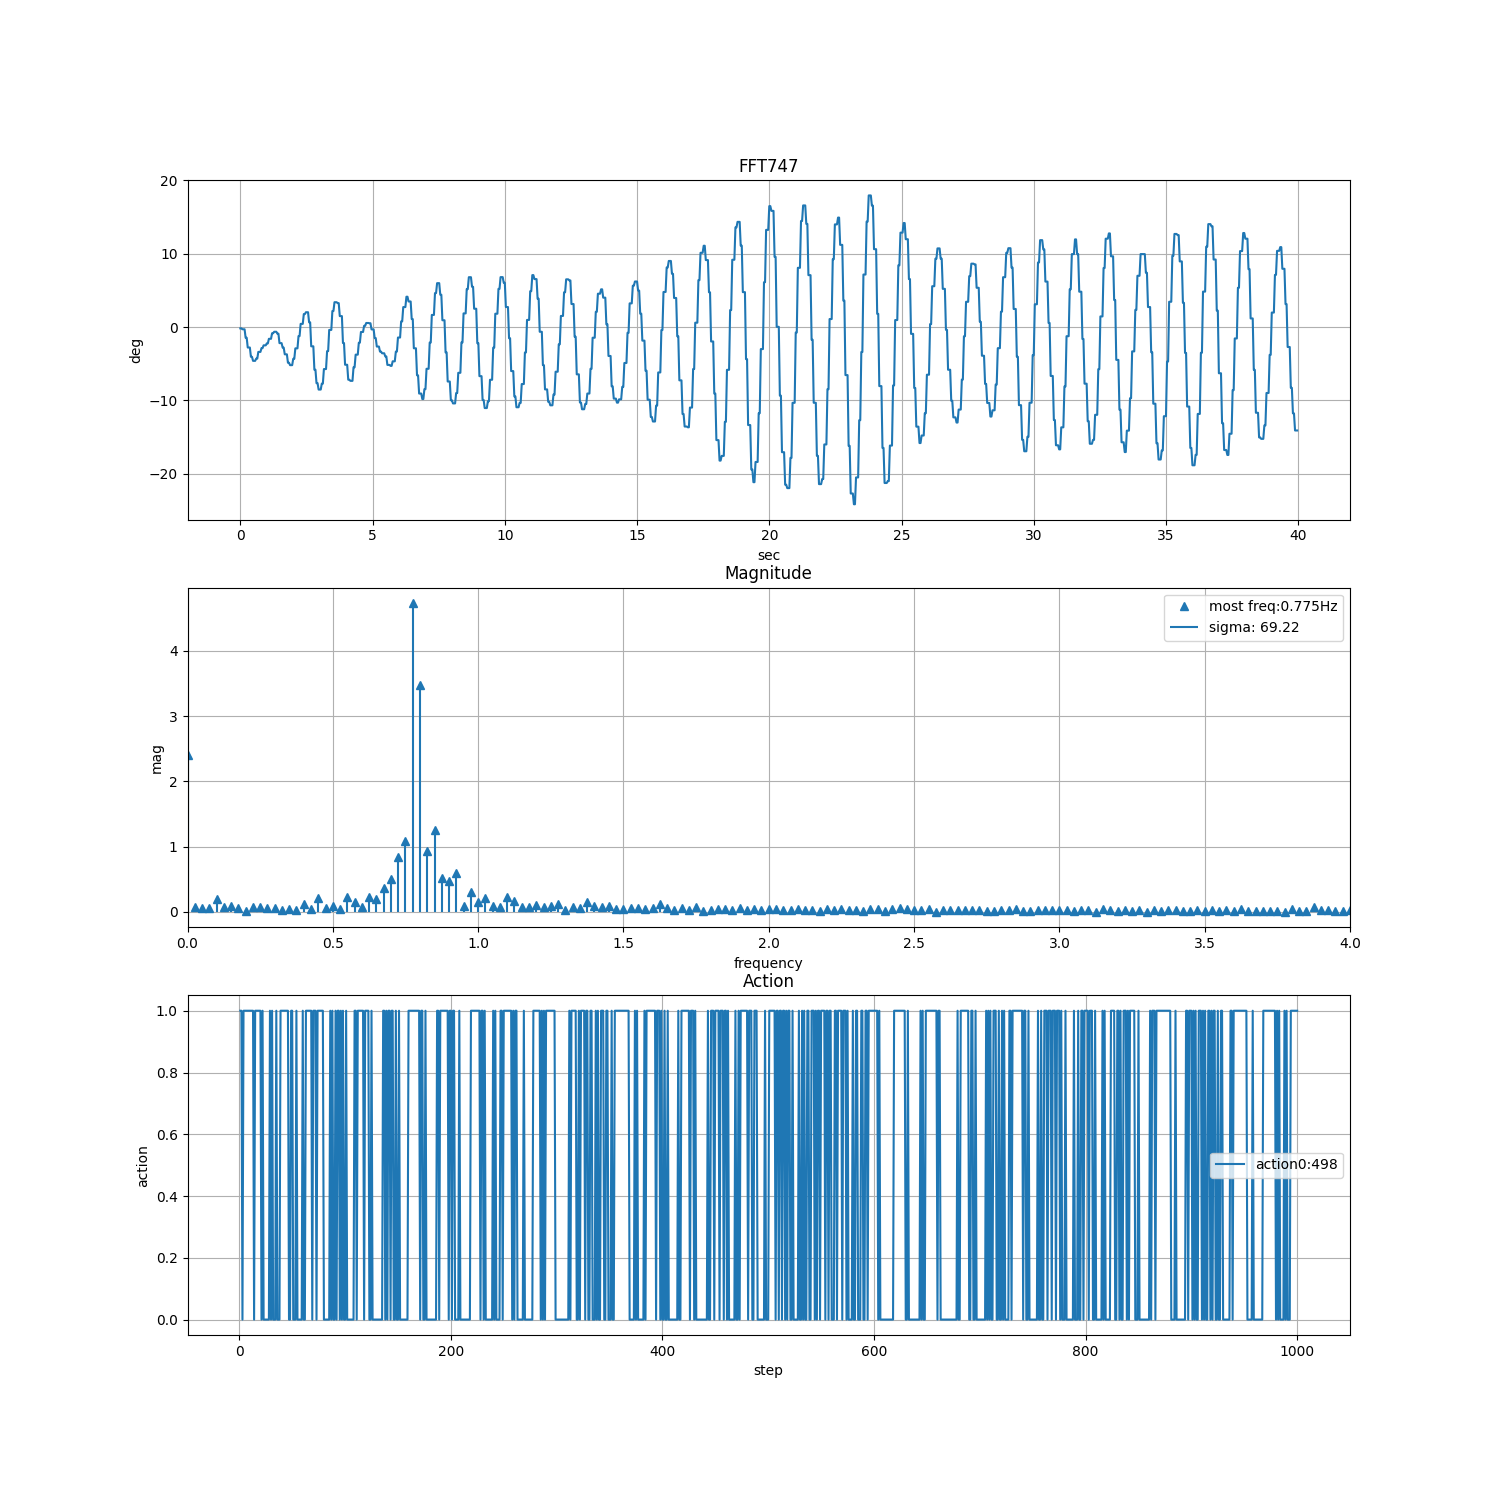 FFT747
20
10
0
−10
−20
deg
0 5 10 15 20 25 30 35 40
sec
Magnitude
most freq:0.775Hz
sigma: 69.22
4
3
2
1
0
mag
0.0 0.5 1.0 1.5 2.0 2.5 3.0 3.5 4.0
frequency
Action
1.0
0.8
0.6
0.4
0.2
0.0
action
action0:498
0 200 400 600 800 1000
step